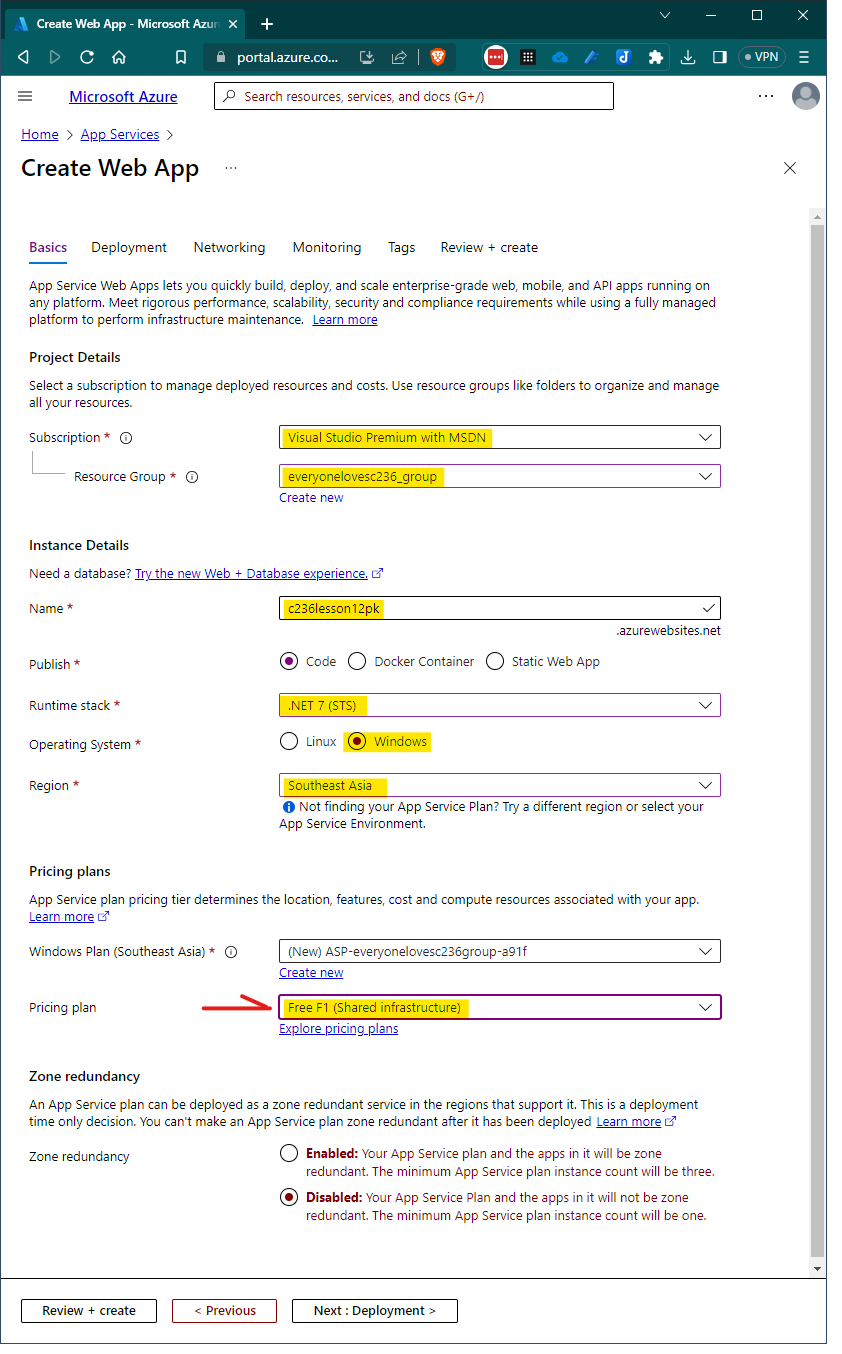 Create Web App - Microsoft Azu
portal.azure.co...
VPN
Microsoft Azure
Search resources, services, and docs (G+/)
...
Home > App Services >
Create Web App ...
Basics Deployment Networking Monitoring Tags Review + create
App Service Web Apps lets you quickly build, deploy, and scale enterprise-grade web, mobile, and API apps running on
any platform. Meet rigorous performance, scalability, security and compliance requirements while using a fully managed
platform to perform infrastructure maintenance. Learn more
Project Details
Select a subscription to manage deployed resources and costs. Use resource groups like folders to organize and manage
all your resources.
Subscription * Visual Studio Premium with MSDN
Resource Group * everyonelovesc236_group
Create new
Instance Details
Need a database? Try the new Web + Database experience.
Name * c236lesson12pk
.azurewebsites.net
Publish * Code Docker Container Static Web App
Runtime stack * .NET 7 (STS)
Operating System * Linux Windows
Region * Southeast Asia
Not finding your App Service Plan? Try a different region or select your
App Service Environment.
Pricing plans
App Service plan pricing tier determines the location, features, cost and compute resources associated with your app.
Learn more
Windows Plan (Southeast Asia) * (New) ASP-everyonelovesc236group-a91f
Create new
Pricing plan Free F1 (Shared infrastructure)
Explore pricing plans
Zone redundancy
An App Service plan can be deployed as a zone redundant service in the regions that support it. This is a deployment
time only decision. You can't make an App Service plan zone redundant after it has been deployed Learn more
Zone redundancy Enabled: Your App Service plan and the apps in it will be zone
redundant. The minimum App Service plan instance count will be three.
Disabled: Your App Service Plan and the apps in it will not be zone
redundant. The minimum App Service plan instance count will be one.
Review + create < Previous Next : Deployment >